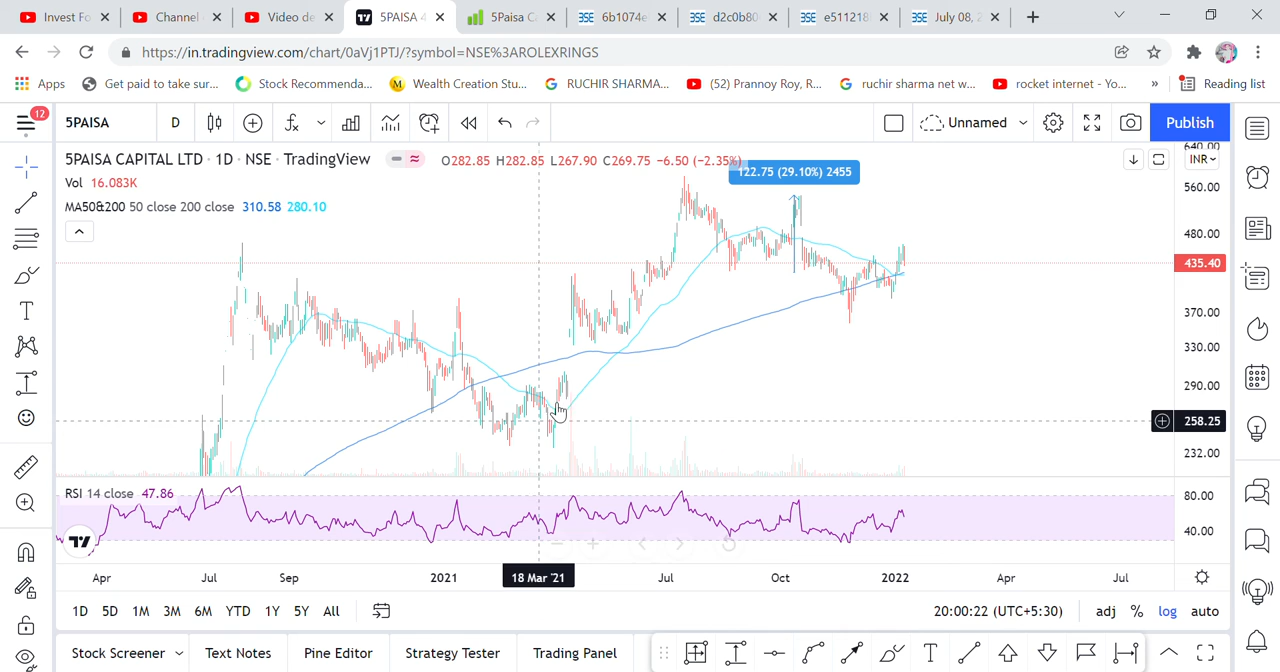 Invest Fo
Channel
Video de
5PAISA 4
5Paisa C
6b1074e
d2c0b80
e511218
July 08, 2
https://in.tradingview.com/chart/0aVj1PTJ/?symbol=NSE%3AROLEXRINGS
Apps Get paid to take sur... Stock Recommenda... Wealth Creation Stu... RUCHIR SHARMA... (52) Prannoy Roy, R... ruchir sharma net w... rocket internet - Yo... » Reading list
12
5PAISA D Unnamed Publish
5PAISA CAPITAL LTD · 1D · NSE · TradingView O282.85 H282.85 L267.90 C269.75 −6.50 (−2.35%)
INR
Vol 16.083K
122.75 (29.10%) 2455
MA50&200 50 close 200 close 310.58 280.10
640.00
560.00
480.00
435.40
370.00
330.00
290.00
258.25
232.00
RSI 14 close 47.86
80.00
40.00
Apr Jul Sep 2021 18 Mar '21 Jul Oct 2022 Apr Jul
1D 5D 1M 3M 6M YTD 1Y 5Y All 20:00:22 (UTC+5:30) adj % log auto
Stock Screener Text Notes Pine Editor Strategy Tester Trading Panel